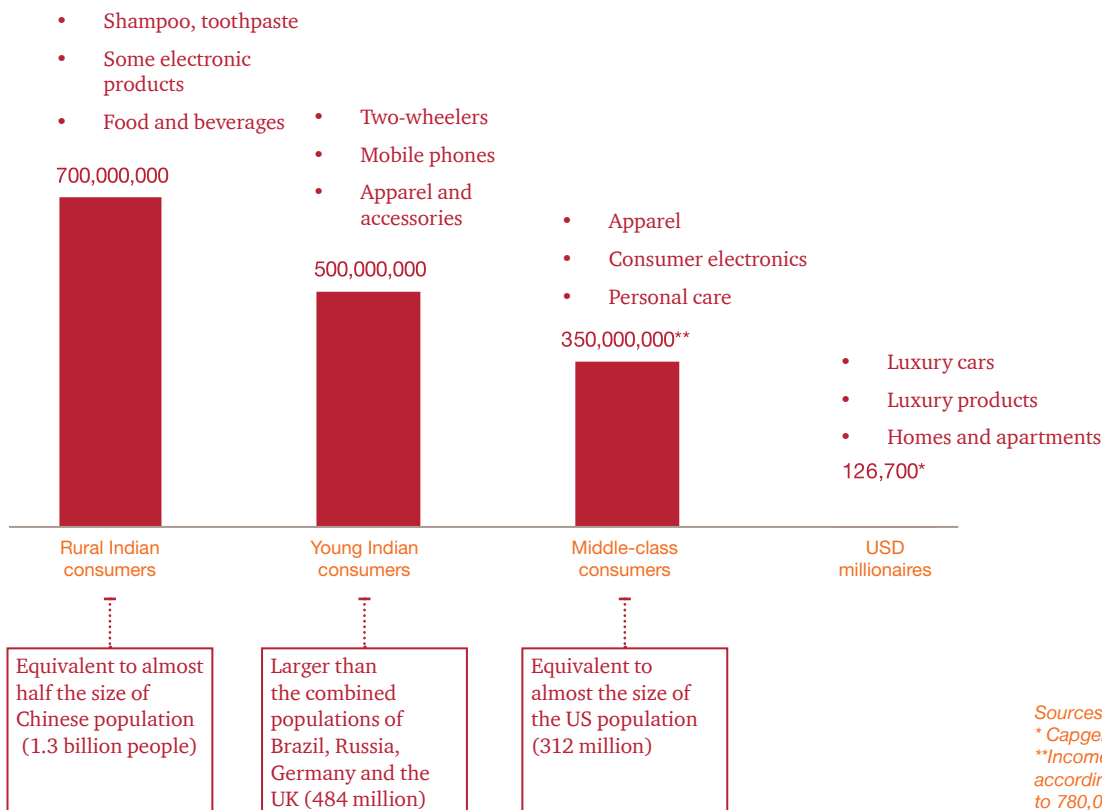 • Shampoo, toothpaste
• Some electronic
products
• Food and beverages
700,000,000
• Two-wheelers
• Mobile phones
• Apparel and
accessories
500,000,000
• Apparel
• Consumer electronics
• Personal care
350,000,000**
• Luxury cars
• Luxury products
• Homes and apartments
126,700*
Rural Indian
consumers
Young Indian
consumers
Middle-class
consumers
USD
millionaires
Equivalent to almost
half the size of
Chinese population
(1.3 billion people)
Larger than
the combined
populations of
Brazil, Russia,
Germany and the
UK (484 million)
Equivalent to
almost the size of
the US population
(312 million)
Sources
*
**Income
to